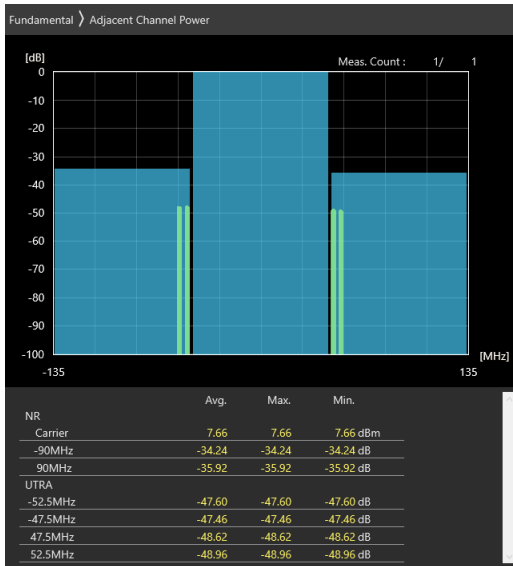 Fundamental 〉 Adjacent Channel Power
[dB]
Meas. Count : 1/ 1
0
-10
-20
-30
-40
-50
-60
-70
-80
-90
-100
[MHz]
-135 135
Avg. Max. Min.
NR
Carrier 7.66 7.66 7.66 dBm
-90MHz -34.24 -34.24 -34.24 dB
90MHz -35.92 -35.92 -35.92 dB
UTRA
-52.5MHz -47.60 -47.60 -47.60 dB
-47.5MHz -47.46 -47.46 -47.46 dB
47.5MHz -48.62 -48.62 -48.62 dB
52.5MHz -48.96 -48.96 -48.96 dB